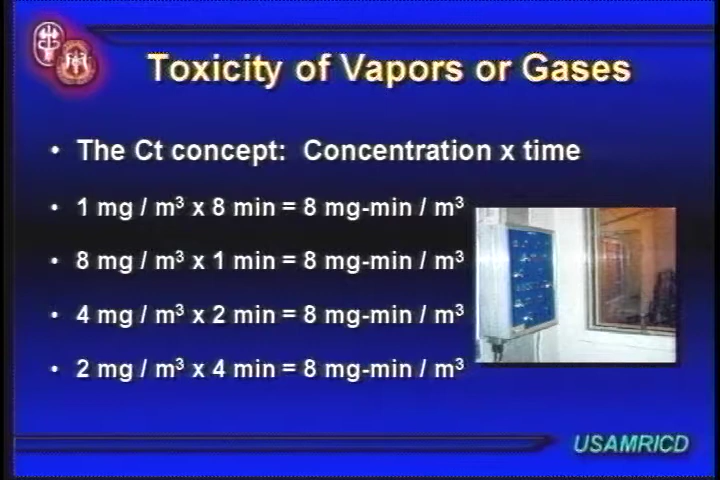 Toxicity of Vapors or Gases
• The Ct concept: Concentration x time
• 1 mg / m³ x 8 min = 8 mg-min / m³
• 8 mg / m³ x 1 min = 8 mg-min / m³
• 4 mg / m³ x 2 min = 8 mg-min / m³
• 2 mg / m³ x 4 min = 8 mg-min / m³
USAMRICD